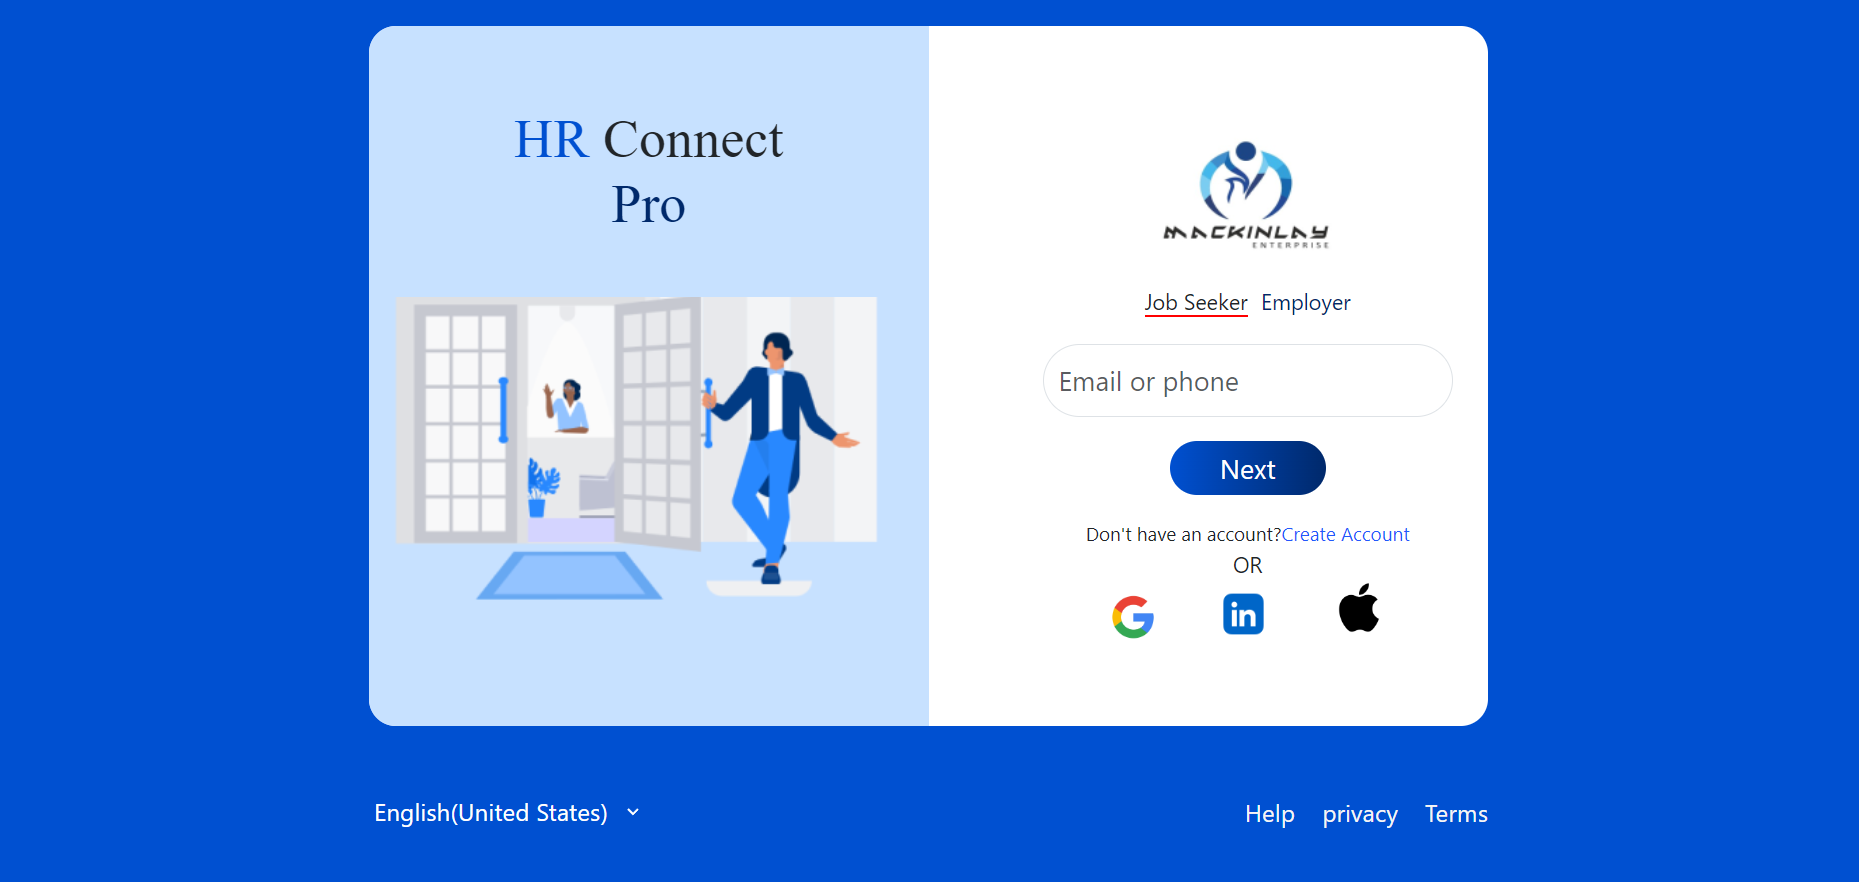 HR Connect
Pro
MACKINLAY
ENTERPRISE
Job Seeker Employer
Email or phone
Next
Don't have an account?Create Account
OR
in
English(United States)
Help privacy Terms